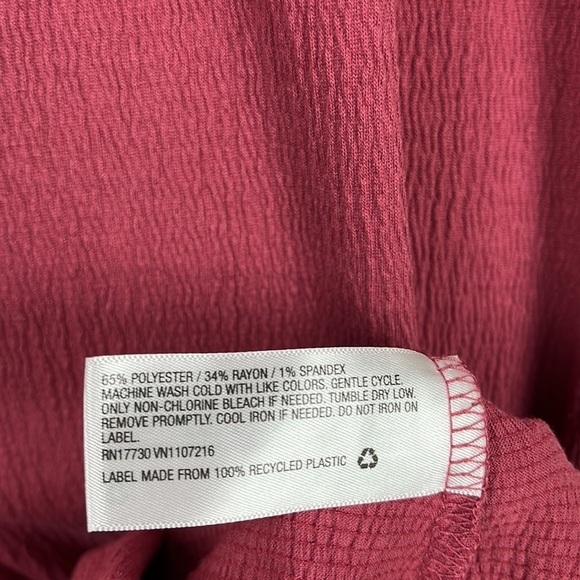 65% POLYESTER / 34% RAYON / 1% SPANDEX
MACHINE WASH COLD WITH LIKE COLORS. GENTLE CYCLE.
ONLY NON-CHLORINE BLEACH IF NEEDED. TUMBLE DRY LOW.
REMOVE PROMPTLY. COOL IRON IF NEEDED. DO NOT IRON ON
LABEL.
RN17730 VN1107216
LABEL MADE FROM 100% RECYCLED PLASTIC